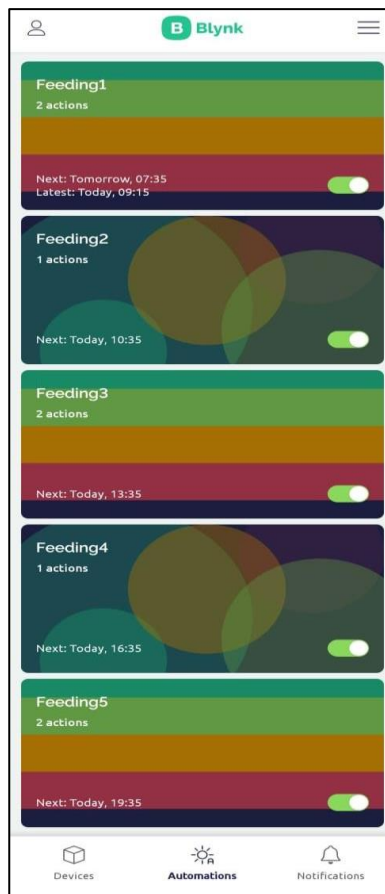 B Blynk
Feeding1
2 actions
Next: Tomorrow, 07:35
Latest: Today, 09:15
Feeding2
1 actions
Next: Today, 10:35
Feeding3
2 actions
Next: Today, 13:35
Feeding4
1 actions
Next: Today, 16:35
Feeding5
2 actions
Next: Today, 19:35
A
Devices Automations Notifications